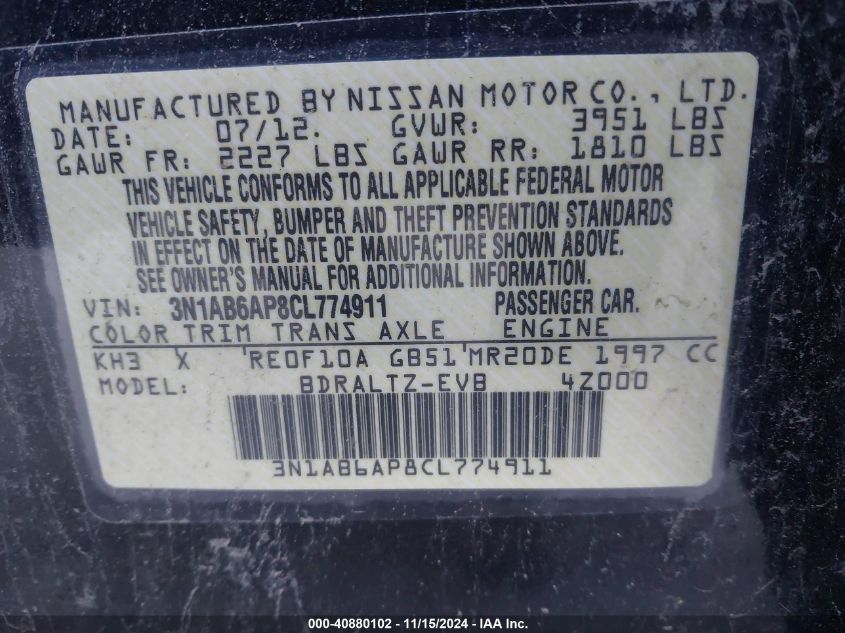 MANUFACTURED BY NISSAN MOTOR CO., LTD.
DATE: 07/12. GVWR: 3951 LBS
GAWR FR: 2227 LBS GAWR RR: 1810 LBS
THIS VEHICLE CONFORMS TO ALL APPLICABLE FEDERAL MOTOR
VEHICLE SAFETY, BUMPER AND THEFT PREVENTION STANDARDS
IN EFFECT ON THE DATE OF MANUFACTURE SHOWN ABOVE.
SEE OWNER'S MANUAL FOR ADDITIONAL INFORMATION.
VIN: 3N1AB6AP8CL774911 PASSENGER CAR.
COLOR TRIM TRANS AXLE ENGINE
KH3 X RE0F10A GB51 MR20DE 1997 CC
MODEL: BDRALTZ-EVB 4Z000
3N1AB6AP8CL774911
000-40880102 - 11/15/2024 - IAA Inc.